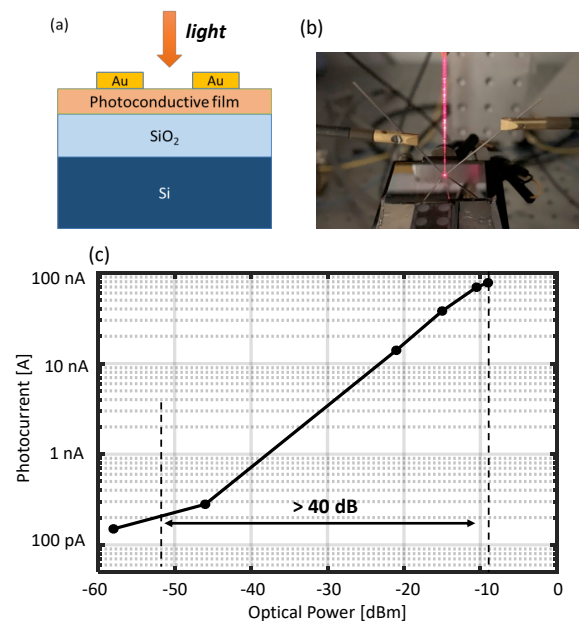 (a)
light
Au Au
Photoconductive film
SiO₂
Si
(b)
(c)
100 nA
10 nA
1 nA
100 pA
Photocurrent [A]
> 40 dB
-60 -50 -40 -30 -20 -10 0
Optical Power [dBm]